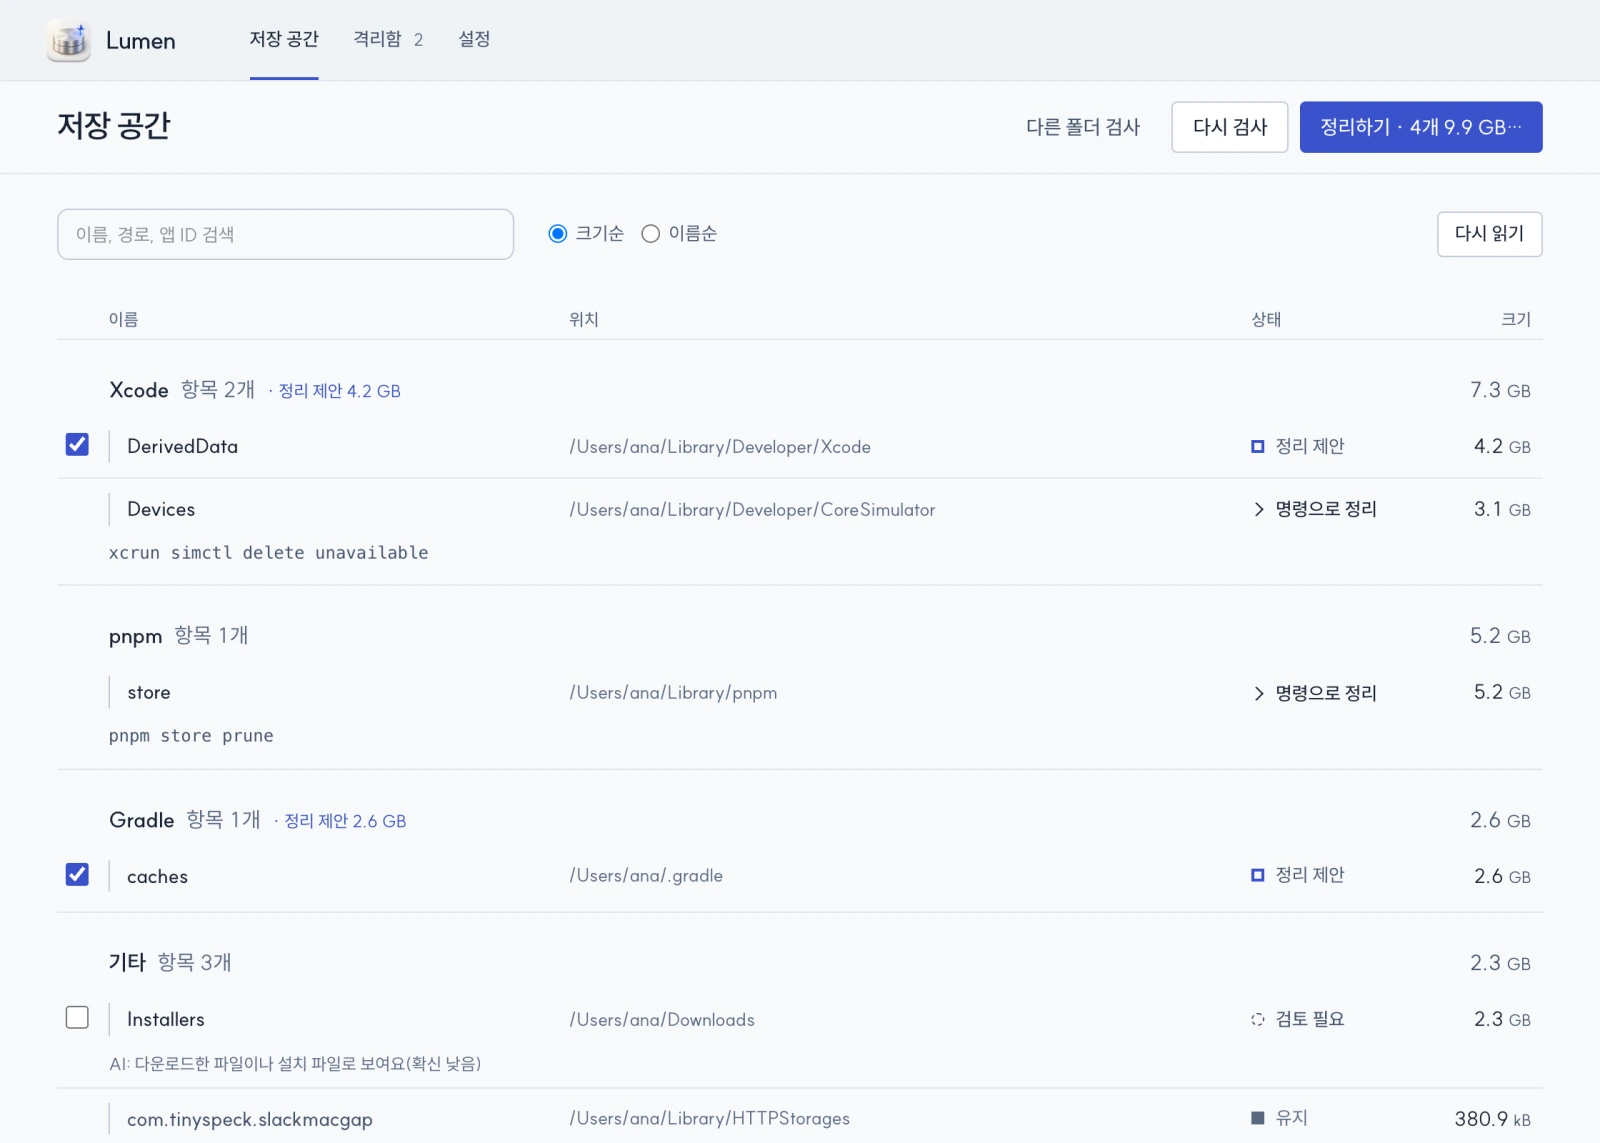 Lumen 저장 공간 격리함 2 설정
저장 공간 다른 폴더 검사 다시 검사 정리하기 · 4개 9.9 GB…
이름, 경로, 앱 ID 검색 크기순 이름순 다시 읽기
이름 위치 상태 크기
Xcode 항목 2개 · 정리 제안 4.2 GB 7.3 GB
DerivedData /Users/ana/Library/Developer/Xcode 정리 제안 4.2 GB
Devices /Users/ana/Library/Developer/CoreSimulator 명령으로 정리 3.1 GB
xcrun simctl delete unavailable
pnpm 항목 1개 5.2 GB
store /Users/ana/Library/pnpm 명령으로 정리 5.2 GB
pnpm store prune
Gradle 항목 1개 · 정리 제안 2.6 GB 2.6 GB
caches /Users/ana/.gradle 정리 제안 2.6 GB
기타 항목 3개 2.3 GB
Installers /Users/ana/Downloads 검토 필요 2.3 GB
AI: 다운로드한 파일이나 설치 파일로 보여요(확신 낮음)
com.tinyspeck.slackmacgap /Users/ana/Library/HTTPStorages 유지 380.9 kB